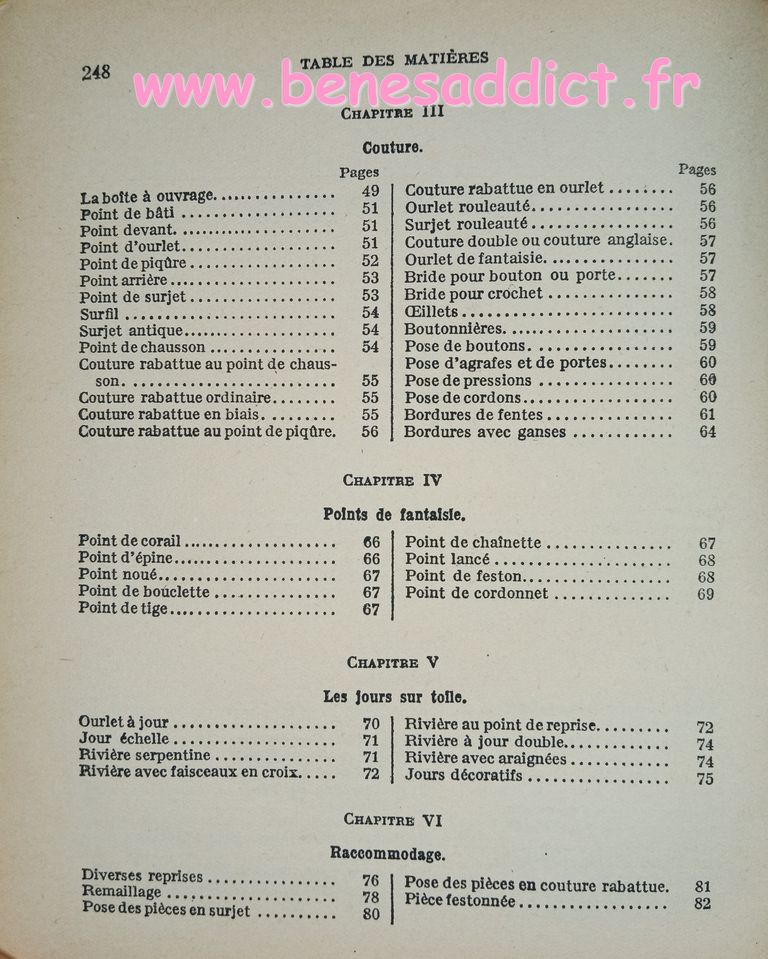 248
TABLE DES MATIÈRES
www.benesaddict.fr
CHAPITRE III
Couture.
Pages
La boîte à ouvrage................ 49
Point de bâti .................. 51
Point devant.................... 51
Point d'ourlet.................. 51
Point de piqûre ................. 52
Point arrière.................... 53
Point de surjet ................. 53
Surfil ......................... 54
Surjet antique.................. 54
Point de chausson ............... 54
Couture rabattue au point de chaus-
son. ........................ 55
Couture rabattue ordinaire........ 55
Couture rabattue en biais. ......... 55
Couture rabattue au point de piqûre. 56
Pages
Couture rabattue en ourlet ........ 56
Ourlet rouleauté................. 56
Surjet rouleauté ................. 56
Couture double ou couture anglaise. 57
Ourlet de fantaisie. ............... 57
Bride pour bouton ou porte....... 57
Bride pour crochet ............... 58
Œillets......................... 58
Boutonnières. ................... 59
Pose de boutons. ................ 59
Pose d'agrafes et de portes........ 60
Pose de pressions ................ 60
Pose de cordons................. 60
Bordures de fentes ............... 61
Bordures avec ganses ............ 64
CHAPITRE IV
Points de fantaisie.
Point de corail ................... 66
Point d'épine.................... 66
Point noué...................... 67
Point de bouclette ............... 67
Point de tige..................... 67
Point de chaînette ............... 67
Point lancé ..................... 68
Point de feston.................. 68
Point de cordonnet .............. 69
CHAPITRE V
Les jours sur toile.
Ourlet à jour .................... 70
Jour échelle .................... 71
Rivière serpentine ............... 71
Rivière avec faisceaux en croix..... 72
Rivière au point de reprise......... 72
Rivière à jour double............. 74
Rivière avec araignées ............ 74
Jours décoratifs ................. 75
CHAPITRE VI
Raccommodage.
Diverses reprises ................ 76
Remaillage ..................... 78
Pose des pièces en surjet .......... 80
Pose des pièces en couture rabattue. 81
Pièce festonnée .................. 82